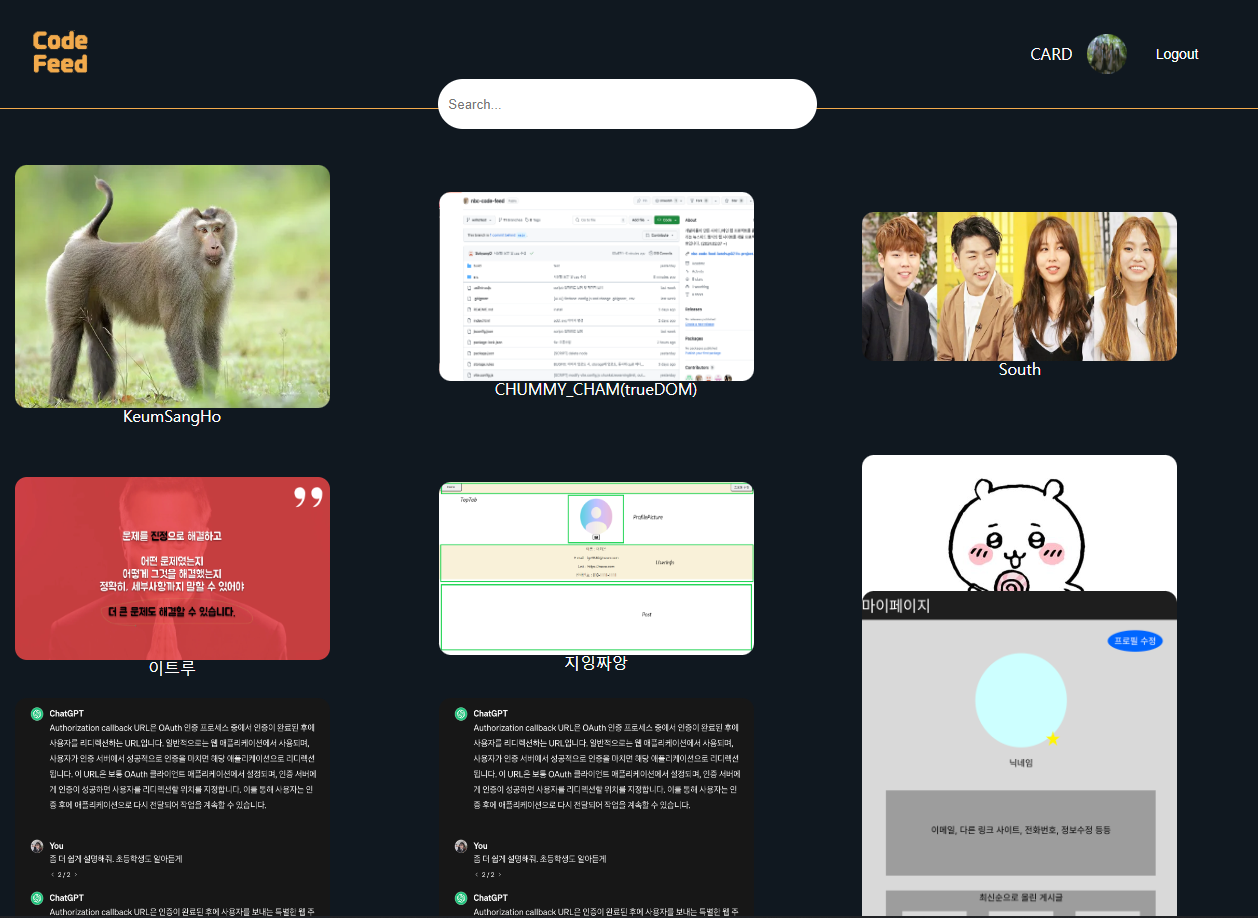 Code
Feed
CARD
Logout
Search...
nbc-code-feed
About
Releases
Packages
Contributors
KeumSangHo
CHUMMY_CHAM(trueDOM)
South
문제를 진정으로 해결하고
어떤 문제였는지
어떻게 그것을 해결했는지
정확히, 세부사항까지 말할 수 있어야
더 큰 문제도 해결할 수 있습니다.
이트루
TopTab
ProfilePicture
UserInfo
Post
지잉짜앙
마이페이지
프로필 수정
닉네임
이메일, 다른 링크 사이트, 전화번호, 정보수정 등등
최신순으로 올린 게시글
ChatGPT
Authorization callback URL은 OAuth 인증 프로세스 중에서 인증이 완료된 후에
사용자를 리디렉션하는 URL입니다. 일반적으로는 웹 애플리케이션에서 사용되며,
사용자가 인증 서버에서 성공적으로 인증을 마치면 해당 애플리케이션으로 리디렉션
됩니다. 이 URL은 보통 OAuth 클라이언트 애플리케이션에서 설정되며, 인증 서버에
게 인증이 성공하면 사용자를 리디렉션할 위치를 지정합니다. 이를 통해 사용자는 인
증 후에 애플리케이션으로 다시 전달되어 작업을 계속할 수 있습니다.
You
좀 더 쉽게 설명해줘. 초등학생도 알아듣게
2 / 2
ChatGPT
Authorization callback URL은 인증이 완료된 후에 사용자를 보내는 특별한 웹 주
ChatGPT
Authorization callback URL은 OAuth 인증 프로세스 중에서 인증이 완료된 후에
사용자를 리디렉션하는 URL입니다. 일반적으로는 웹 애플리케이션에서 사용되며,
사용자가 인증 서버에서 성공적으로 인증을 마치면 해당 애플리케이션으로 리디렉션
됩니다. 이 URL은 보통 OAuth 클라이언트 애플리케이션에서 설정되며, 인증 서버에
게 인증이 성공하면 사용자를 리디렉션할 위치를 지정합니다. 이를 통해 사용자는 인
증 후에 애플리케이션으로 다시 전달되어 작업을 계속할 수 있습니다.
You
좀 더 쉽게 설명해줘. 초등학생도 알아듣게
2 / 2
ChatGPT
Authorization callback URL은 인증이 완료된 후에 사용자를 보내는 특별한 웹 주